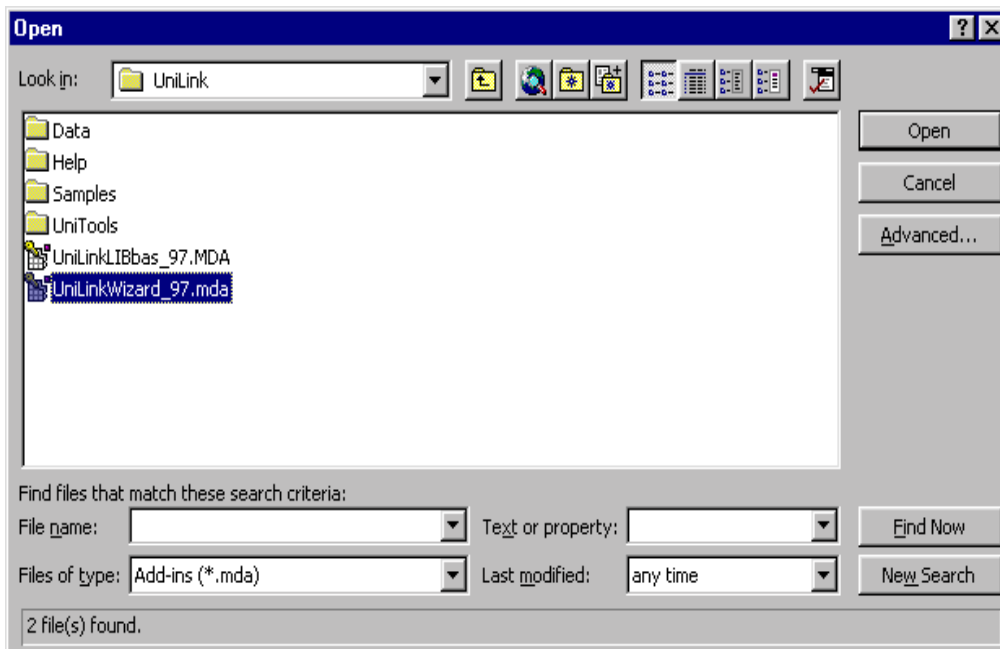 Open
Look in: UniLink
Data
Help
Samples
UniTools
UniLinkLIBbas_97.MDA
UniLinkWizard_97.mda
Open
Cancel
Advanced...
Find files that match these search criteria:
File name: Text or property: Find Now
Files of type: Add-ins (*.mda) Last modified: any time New Search
2 file(s) found.